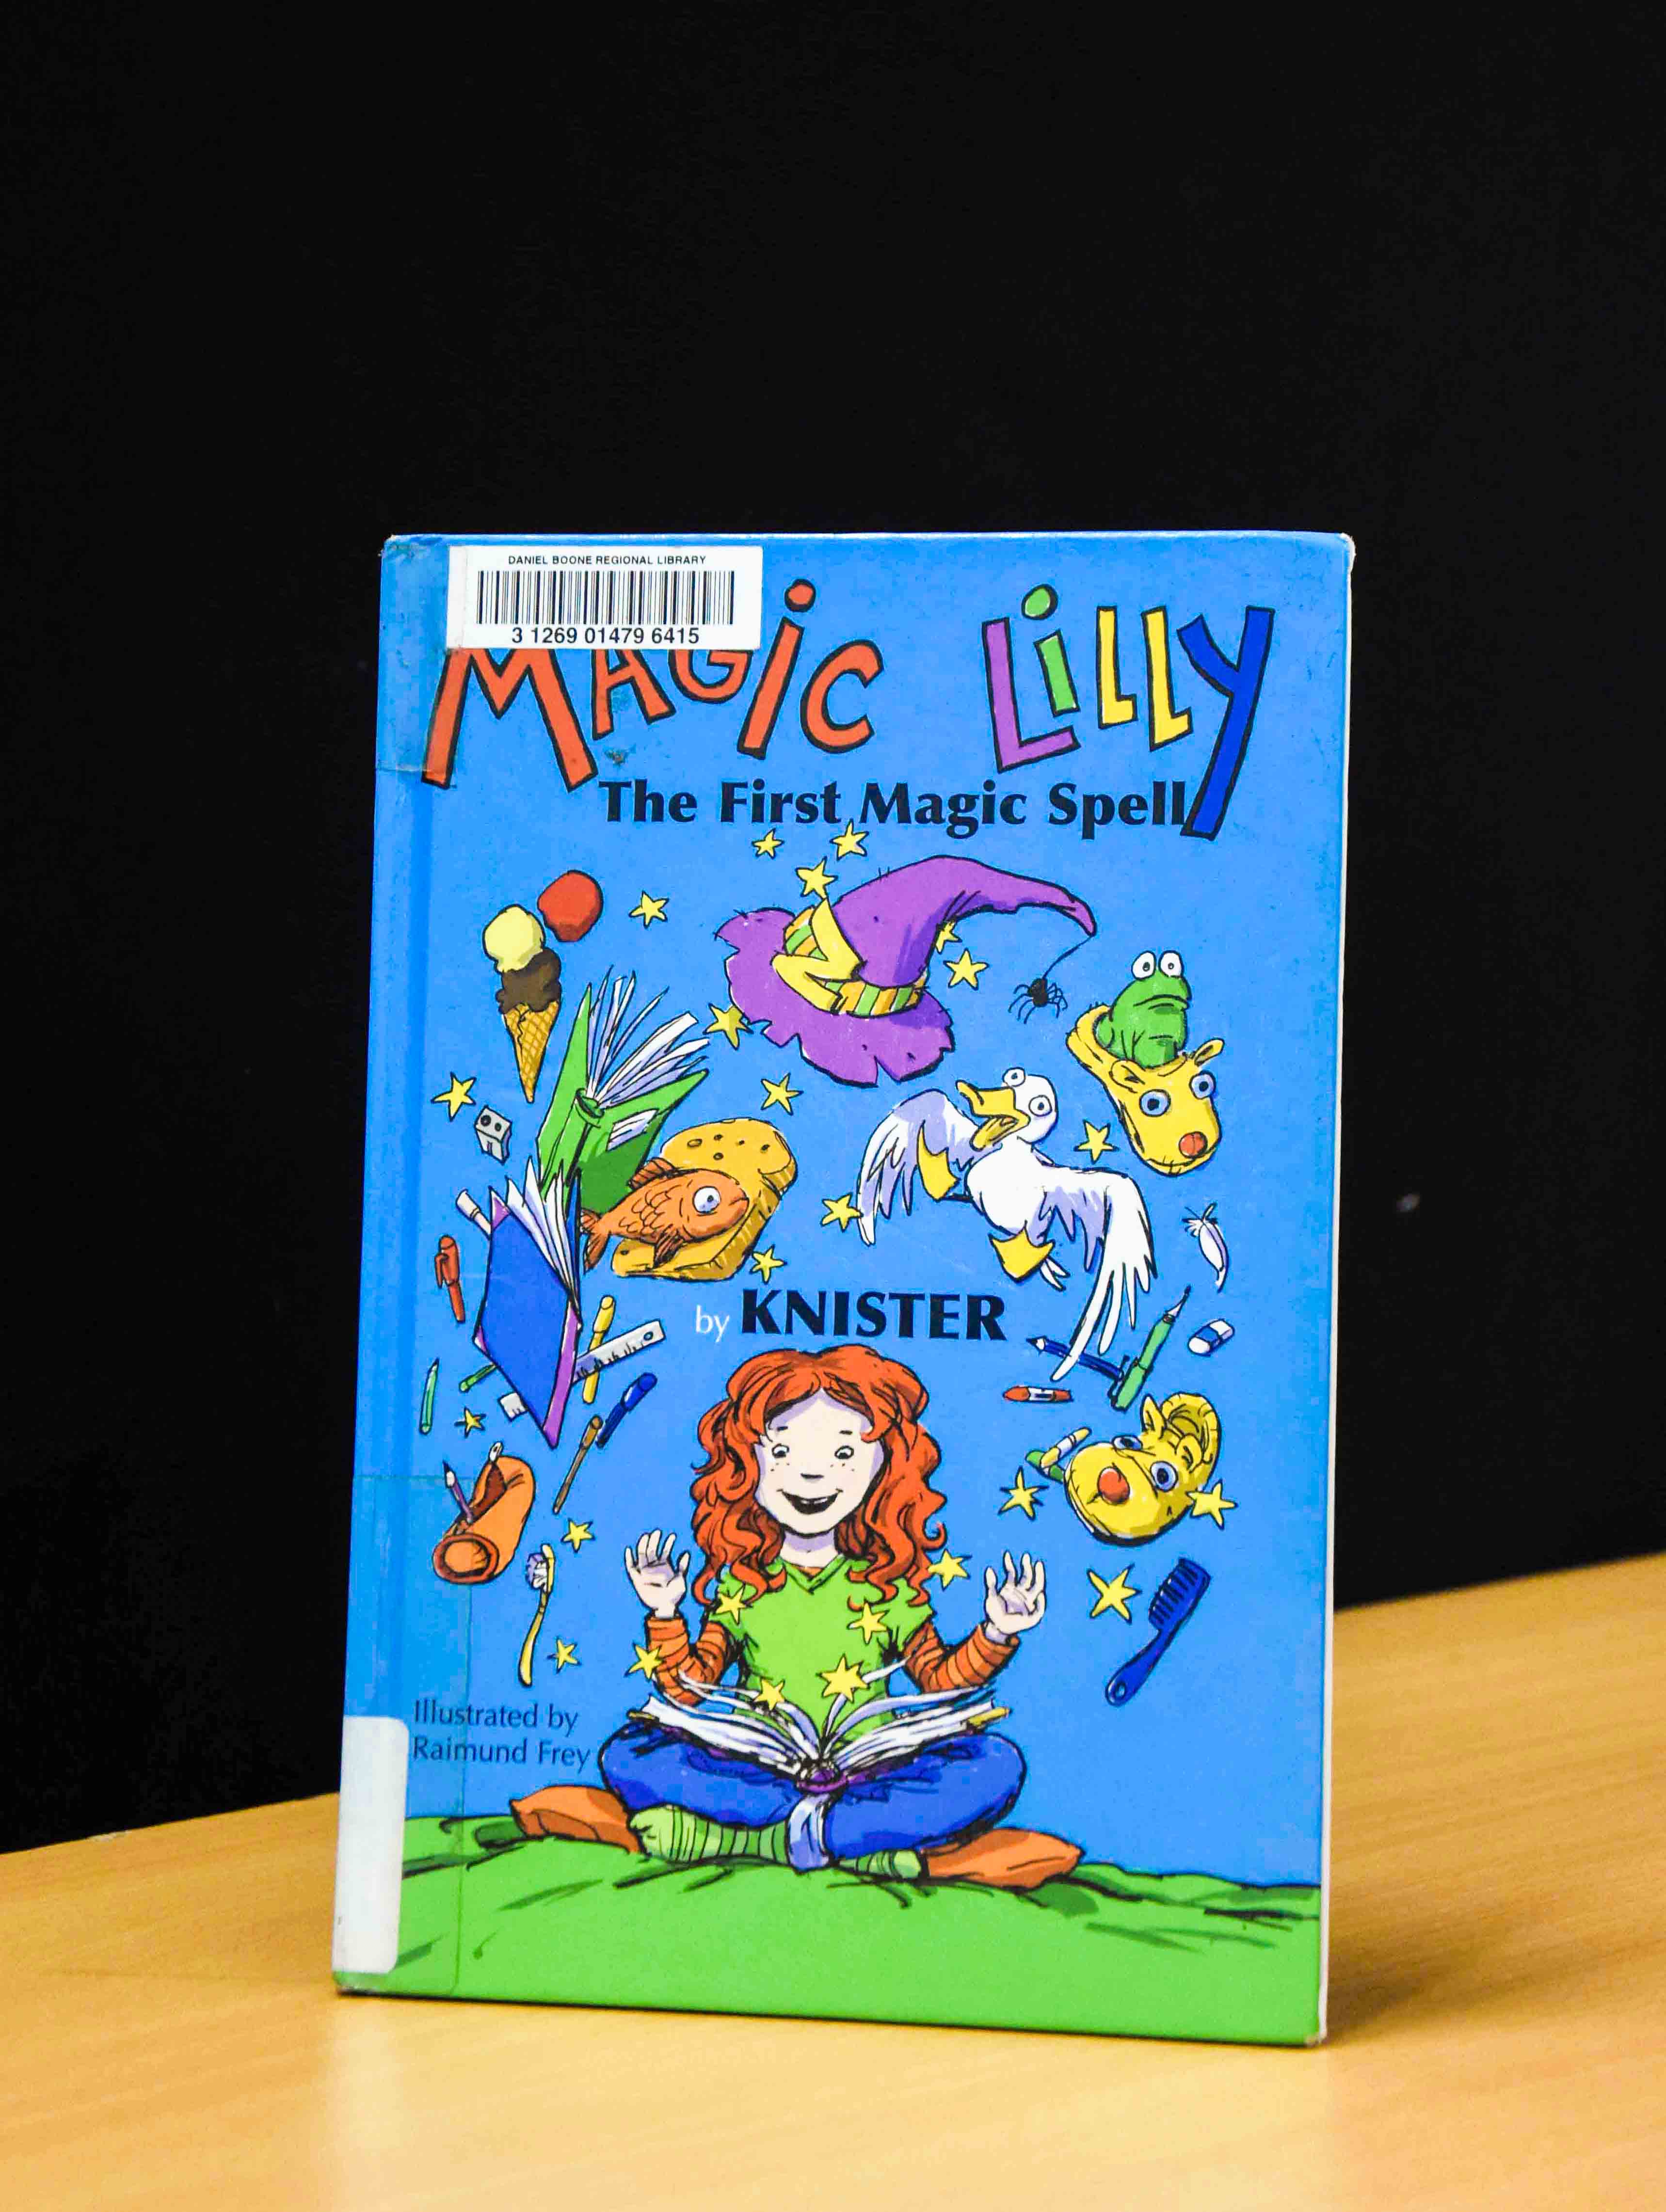 DANIEL BOONE REGIONAL LIBRARY
3 1269 01479 6415
MAGiC LiLLY
The First Magic Spell
by KNISTER
Illustrated by
Raimund Frey